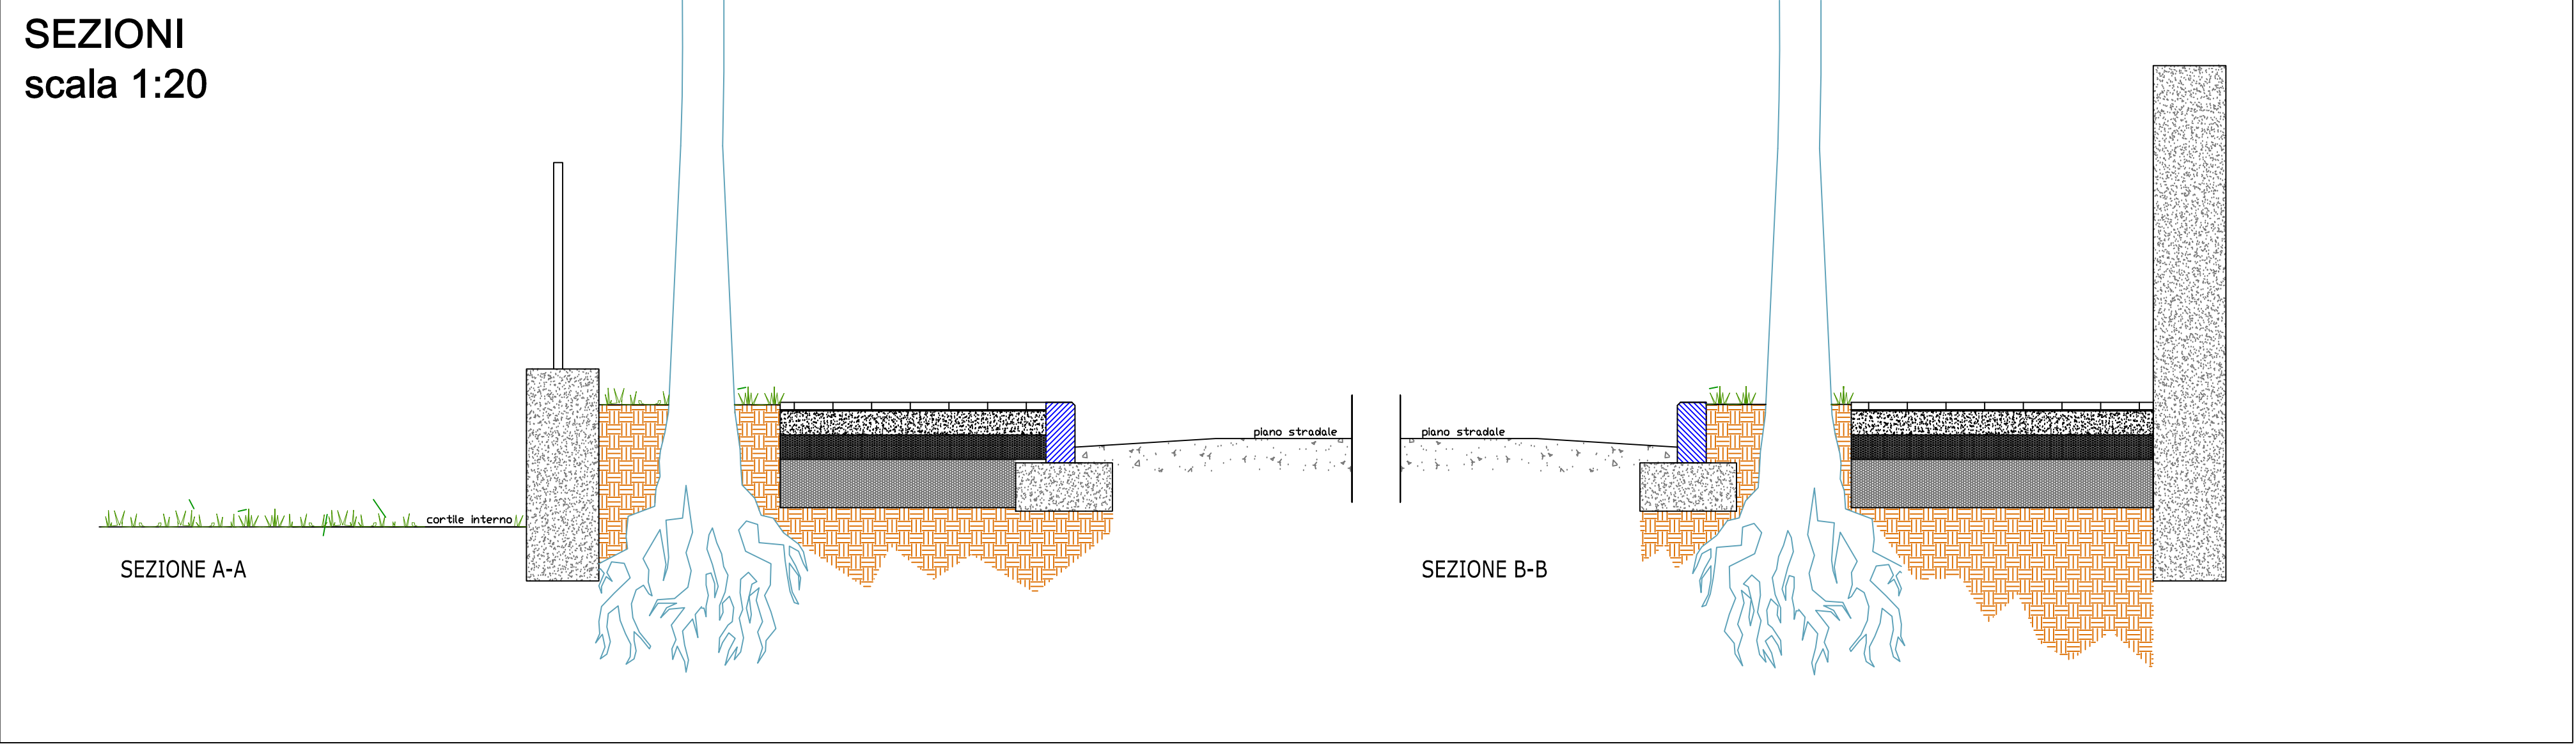 SEZIONI
scala 1:20
piano stradale
piano stradale
cortile interno
SEZIONE A-A
SEZIONE B-B